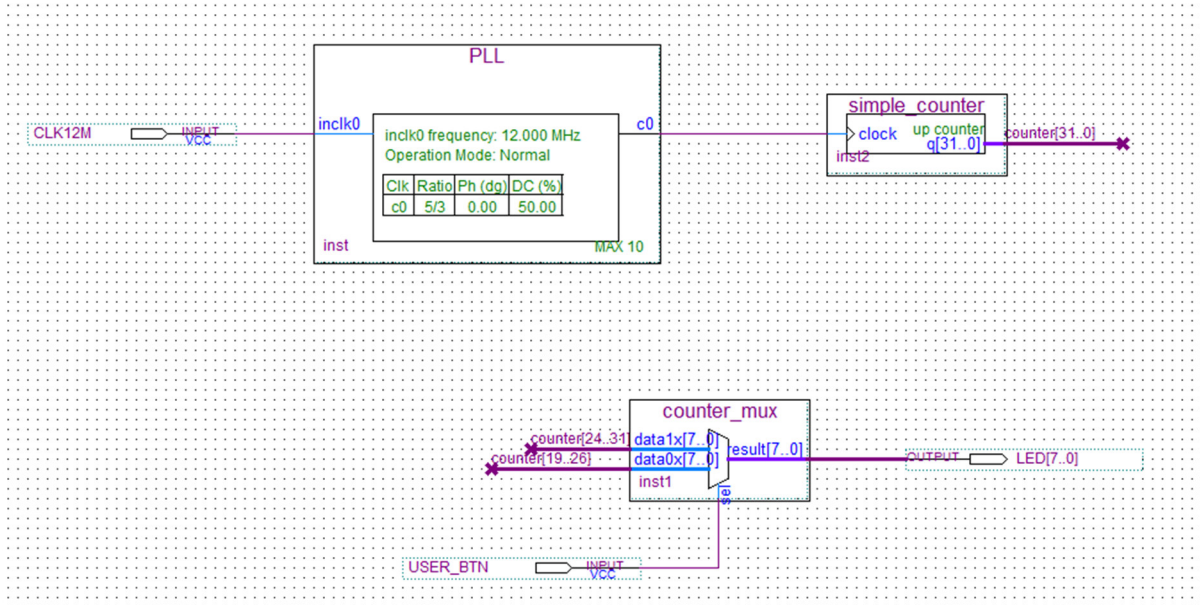 PLL
CLK12M
INPUT
VCC
inclk0
inclk0 frequency: 12.000 MHz
Operation Mode: Normal
Clk Ratio Ph (dg) DC (%)
c0 5/3 0.00 50.00
c0
inst
MAX 10
simple_counter
clock
up counter
q[31..0]
inst2
counter[31..0]
counter_mux
counter[24..31]
data1x[7..0]
counter[19..26]
data0x[7..0]
result[7..0]
inst1
sel
OUTPUT
LED[7..0]
USER_BTN
INPUT
VCC